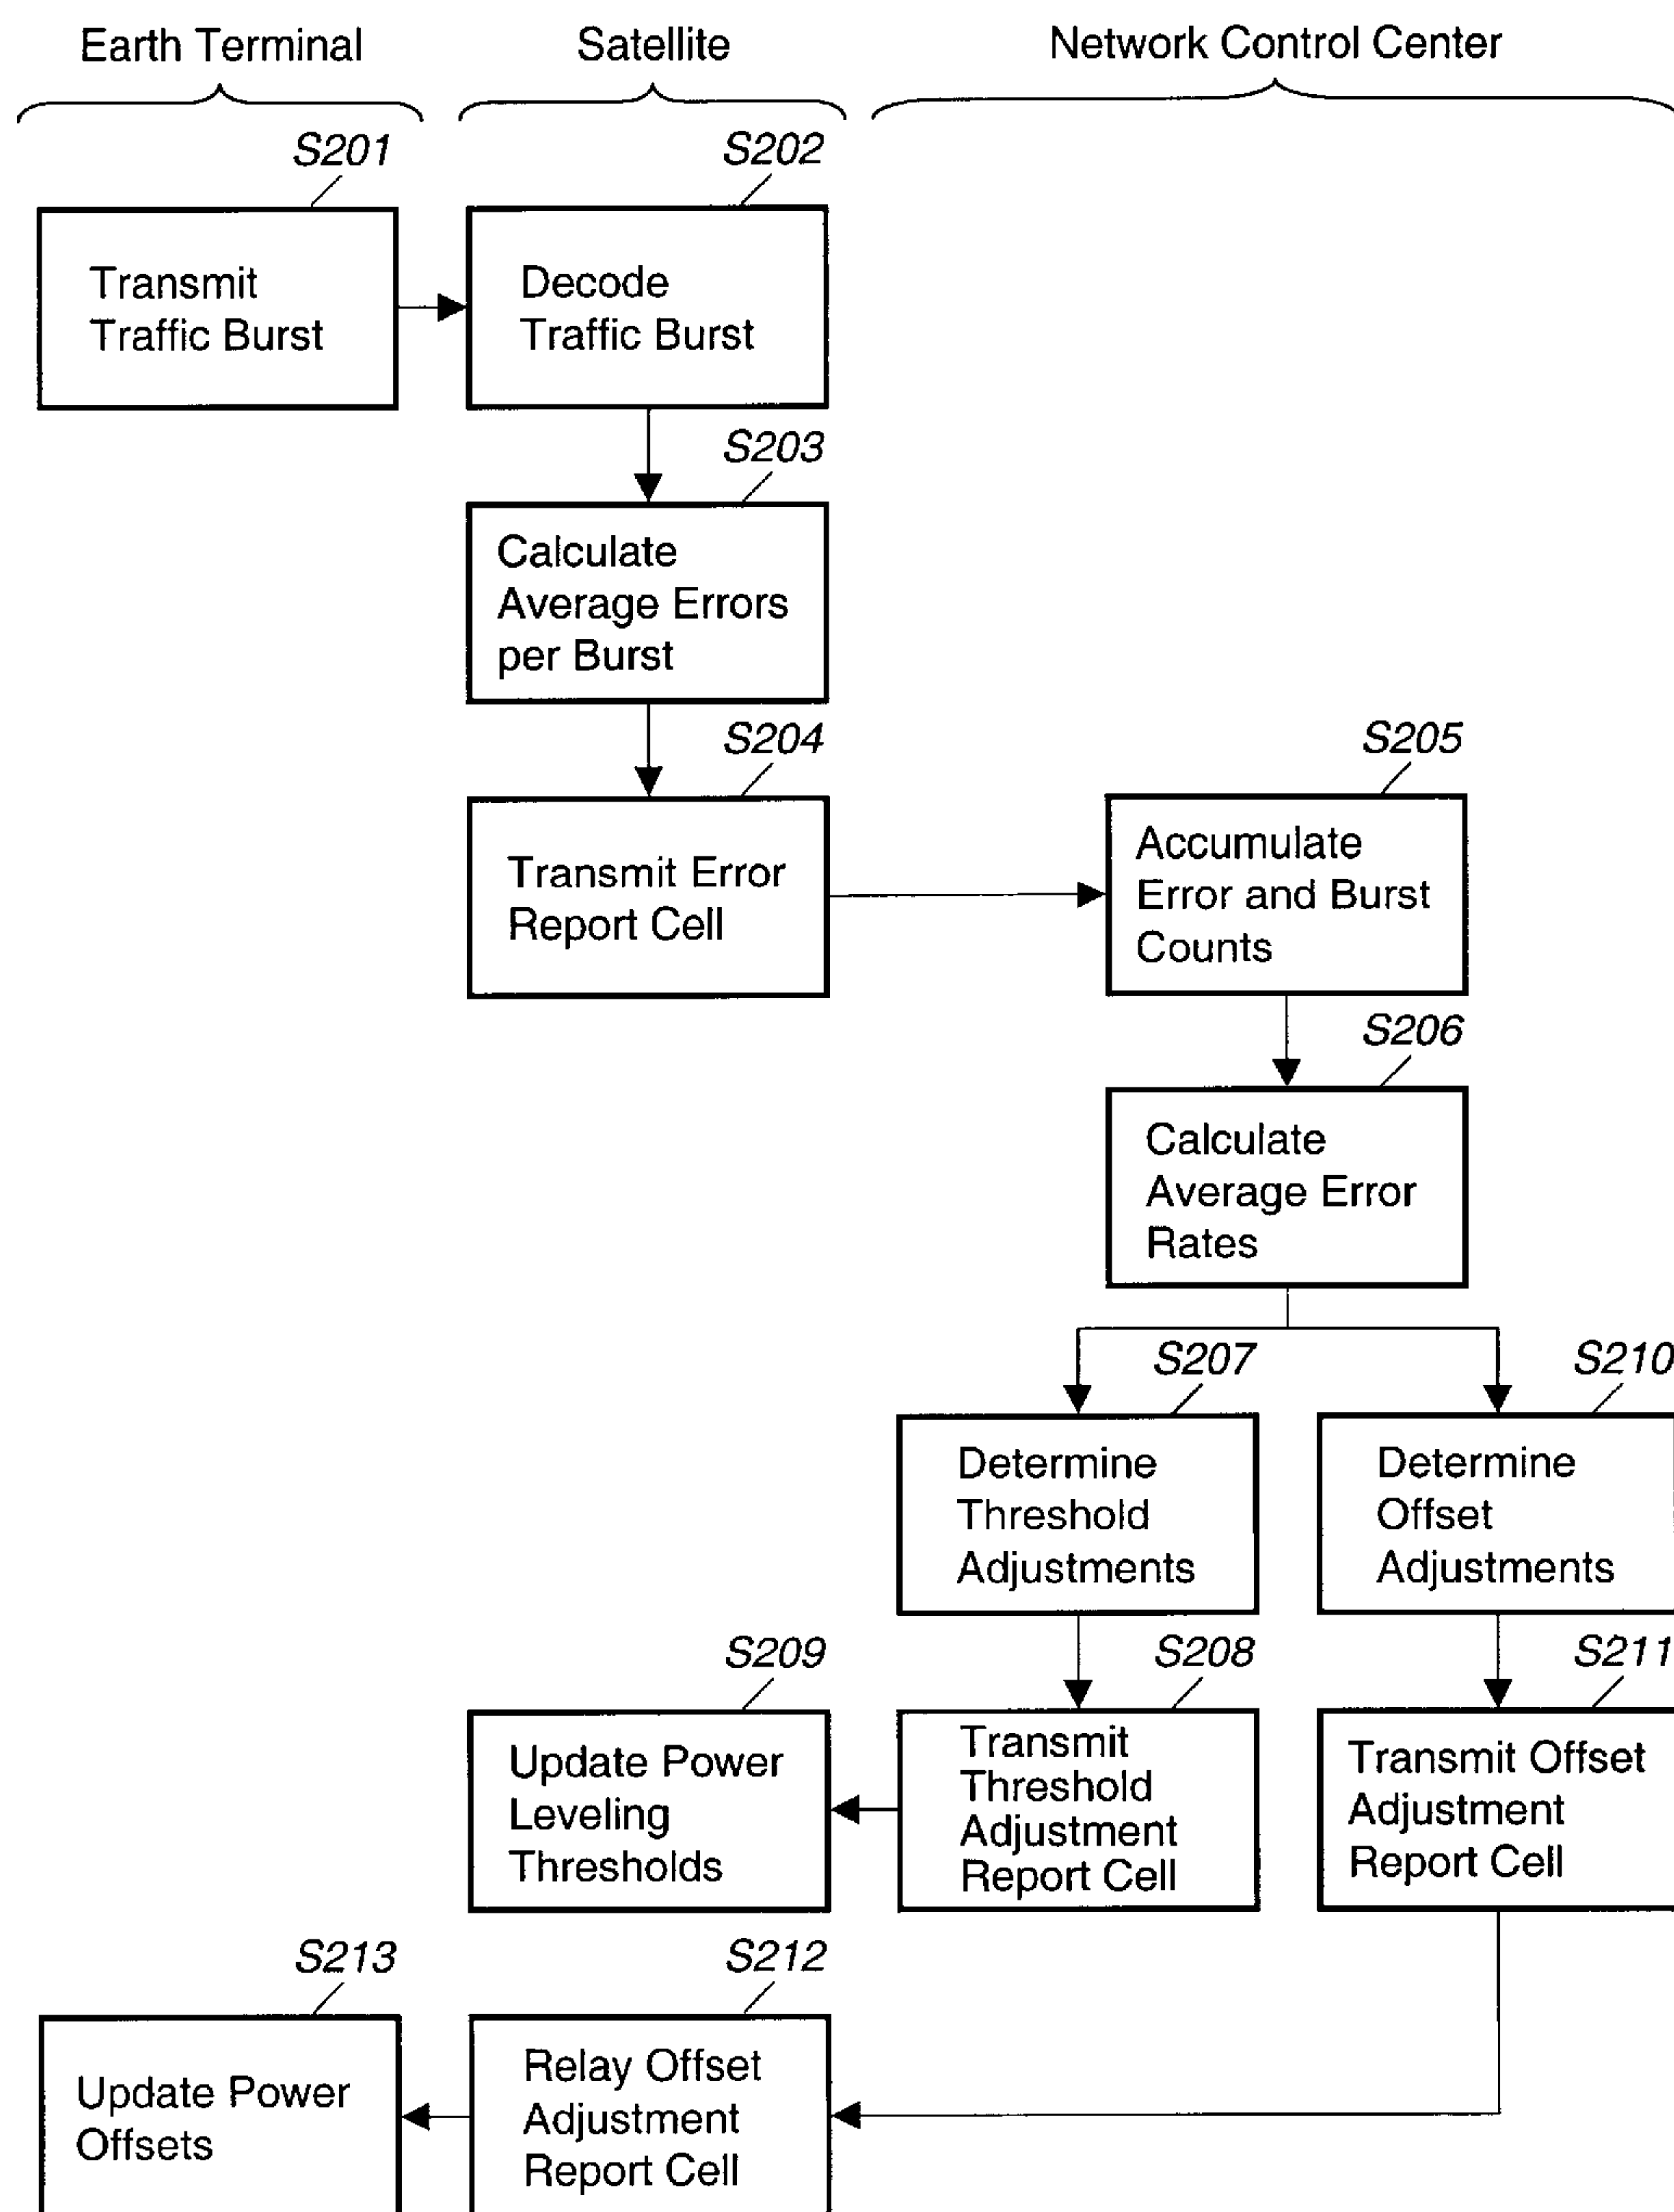 Earth Terminal
Satellite
Network Control Center
S201
S202
Transmit
Traffic Burst
Decode
Traffic Burst
S203
Calculate
Average Errors
per Burst
S204
S205
Transmit Error
Report Cell
Accumulate
Error and Burst
Counts
S206
Calculate
Average Error
Rates
S207
S210
Determine
Threshold
Adjustments
Determine
Offset
Adjustments
S209
S208
S211
Update Power
Leveling
Thresholds
Transmit
Threshold
Adjustment
Report Cell
Transmit Offset
Adjustment
Report Cell
S213
S212
Update Power
Offsets
Relay Offset
Adjustment
Report Cell